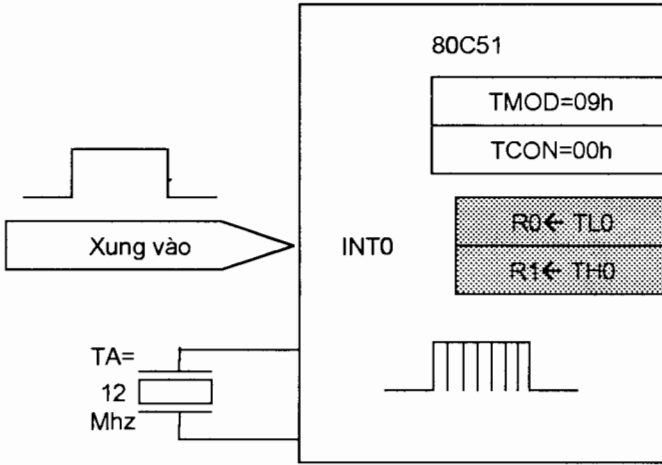 80C51
TMOD=09h
TCON=00h
Xung vào
INT0
R0← TL0
R1← TH0
TA=
12
Mhz